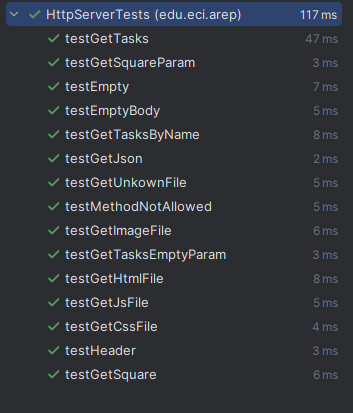 HttpServerTests (edu.eci.arep) 117 ms
testGetTasks 47 ms
testGetSquareParam 3 ms
testEmpty 7 ms
testEmptyBody 5 ms
testGetTasksByName 8 ms
testGetJson 2 ms
testGetUnkownFile 5 ms
testMethodNotAllowed 5 ms
testGetImageFile 6 ms
testGetTasksEmptyParam 3 ms
testGetHtmlFile 8 ms
testGetJsFile 5 ms
testGetCssFile 4 ms
testHeader 3 ms
testGetSquare 6 ms